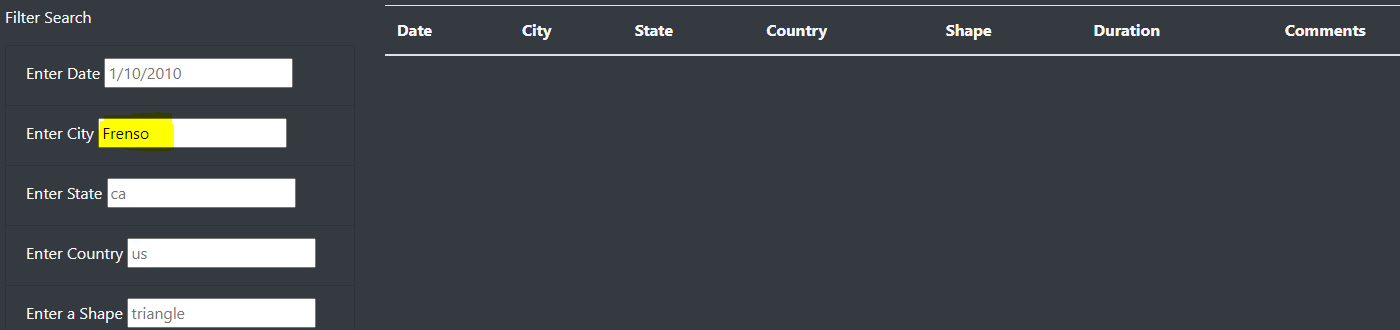 Filter Search
Date City State Country Shape Duration Comments
Enter Date 1/10/2010
Enter City Frenso
Enter State ca
Enter Country us
Enter a Shape triangle